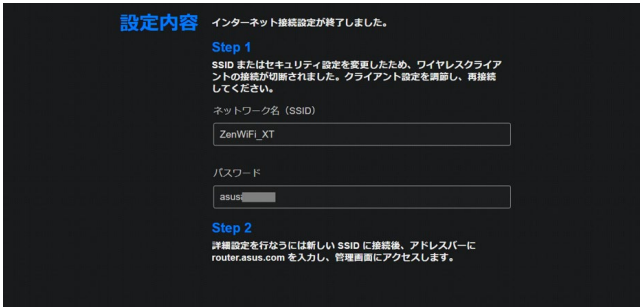 設定内容
インターネット接続設定が終了しました。
Step 1
SSID またはセキュリティ設定を変更したため、ワイヤレスクライア
ントの接続が切断されました。クライアント設定を調節し、再接続
してください。
ネットワーク名（SSID）
ZenWiFi_XT
パスワード
asus
Step 2
詳細設定を行なうには新しい SSID に接続後、アドレスバーに
router.asus.com を入力し、管理画面にアクセスします。